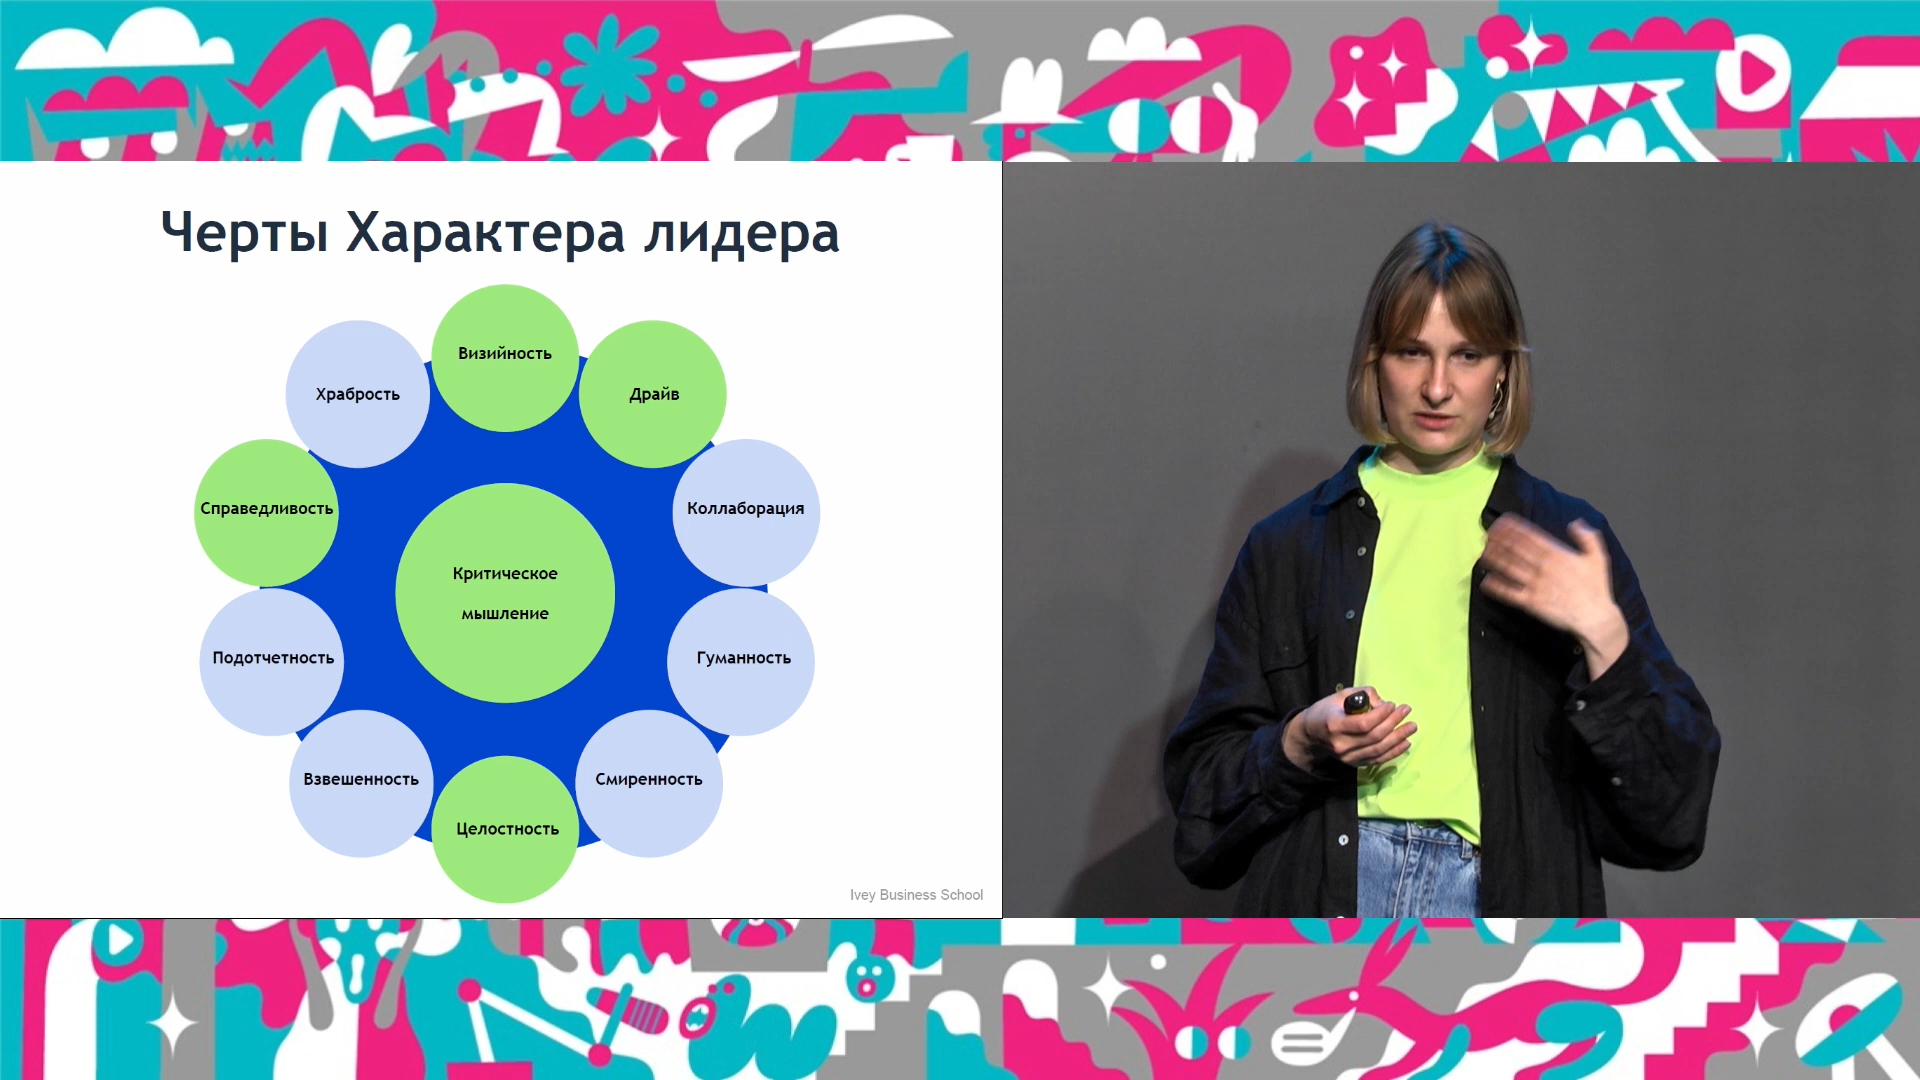 Черты Характера лидера
Визийность
Храбрость
Драйв
Справедливость
Коллаборация
Критическое
мышление
Подотчетность
Гуманность
Взвешенность
Смиренность
Целостность
Ivey Business School